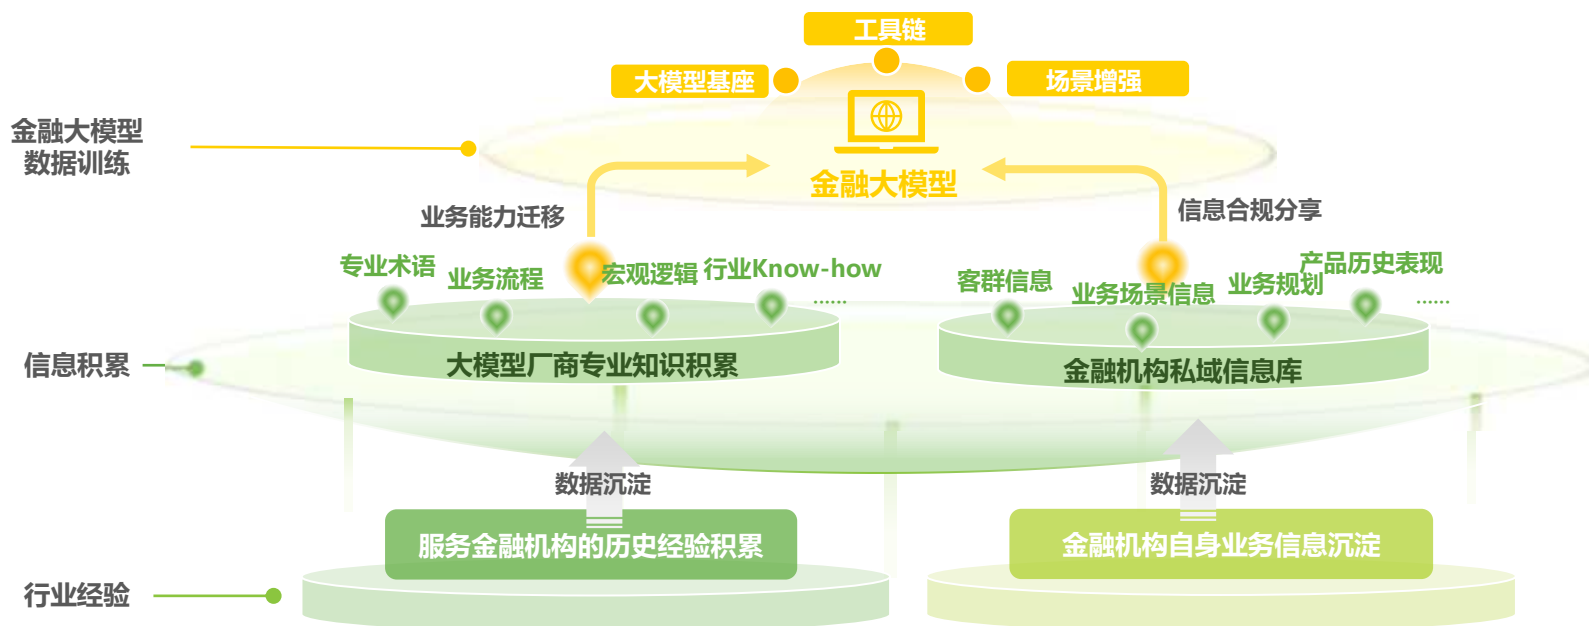 工具链
大模型基座
场景增强
金融大模型
数据训练
金融大模型
业务能力迁移
信息合规分享
专业术语
业务流程
宏观逻辑
行业Know-how
......
客群信息
业务场景信息
业务规划
产品历史表现
......
信息积累
大模型厂商专业知识积累
金融机构私域信息库
数据沉淀
数据沉淀
服务金融机构的历史经验积累
金融机构自身业务信息沉淀
行业经验